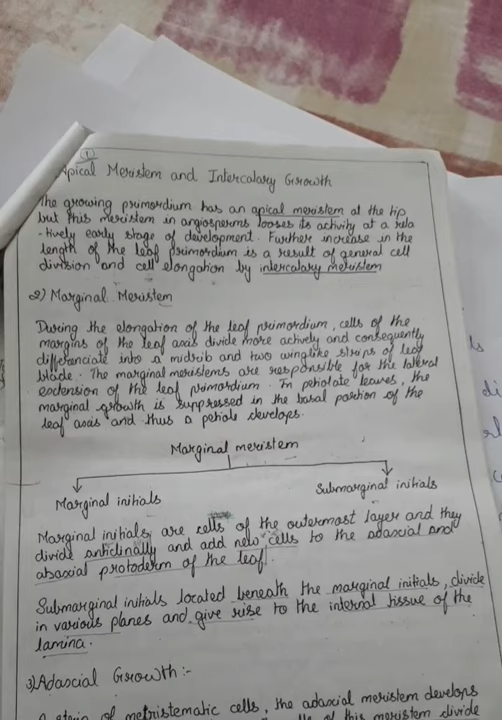 ①
Apical Meristem and Intercalary Growth
The growing primordium has an apical meristem at the tip
but this meristem in angiosperms looses its activity at a rela
-tively early stage of development. Further increase in the
length of the leaf primordium is a result of general cell
division and cell elongation by intercalary meristem
2) Marginal Meristem
During the elongation of the leaf primordium, cells of the
margins of the leaf axis divide more actively and consequently
differenciate into a midrib and two winglike strips of leaf
blade. The marginal meristems are responsible for the lateral
extension of the leaf primordium. In petiolate leaves, the
marginal growth is suppressed in the basal portion of the
leaf axis and thus a petiole develops.
Marginal meristem
Marginal initials
Submarginal initials
Marginal initials are cells of the outermost layer and they
divide anticlinally and add new cells to the adaxial and
abaxial protoderm of the leaf.
Submarginal initials located beneath the marginal initials, divide
in various planes and give rise to the internal tissue of the
lamina.
3) Adaxial Growth:-
of metristematic cells, the adaxial meristem develops
of this meristem divide